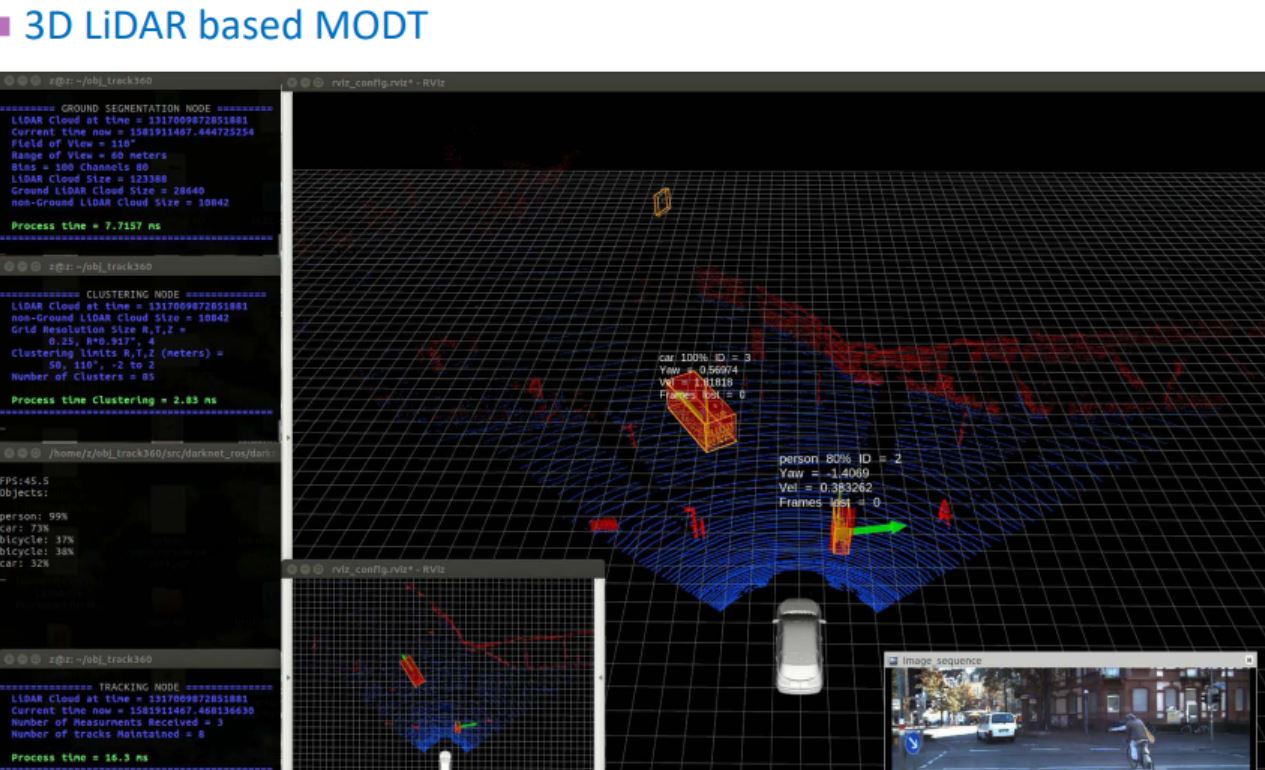 3D LiDAR based MODT
z@z: ~/obj_track360
========= GROUND SEGMENTATION NODE =========
LiDAR Cloud at time = 1317009872851881
Current time now = 1581911467.444725254
Field of View = 110°
Range of View = 60 meters
Bins = 100 Channels 80
LiDAR Cloud Size = 123388
Ground LiDAR Cloud Size = 28640
non-Ground LiDAR Cloud Size = 10842
Process time = 7.7157 ms
z@z: ~/obj_track360
=========== CLUSTERING NODE ===========
LiDAR Cloud at time = 1317009872851881
non-Ground LiDAR Cloud Size = 10842
Grid Resolution Size R,T,Z =
0.25, R*0.917°, 4
Clustering limits R,T,Z (meters) =
50, 110°, -2 to 2
Number of Clusters = 85
Process time Clustering = 2.83 ms
/home/z/obj_track360/src/darknet_ros/dark
FPS:45.5
Objects:
person: 99%
car: 73%
bicycle: 37%
bicycle: 38%
car: 32%
z@z: ~/obj_track360
============ TRACKING NODE ============
LiDAR Cloud at time = 1317009872851881
Current time now = 1581911467.468136630
Number of Measurments Received = 3
Number of tracks Maintained = 8
Process time = 16.3 ms
rviz_config.rviz* - RViz
car 100% ID = 3
Yaw = 0.56974
Vel = 1.81818
Frames lost = 0
person 80% ID = 2
Yaw = -1.4069
Vel = 0.383262
Frames lost = 0
rviz_config.rviz* - RViz
Image_sequence